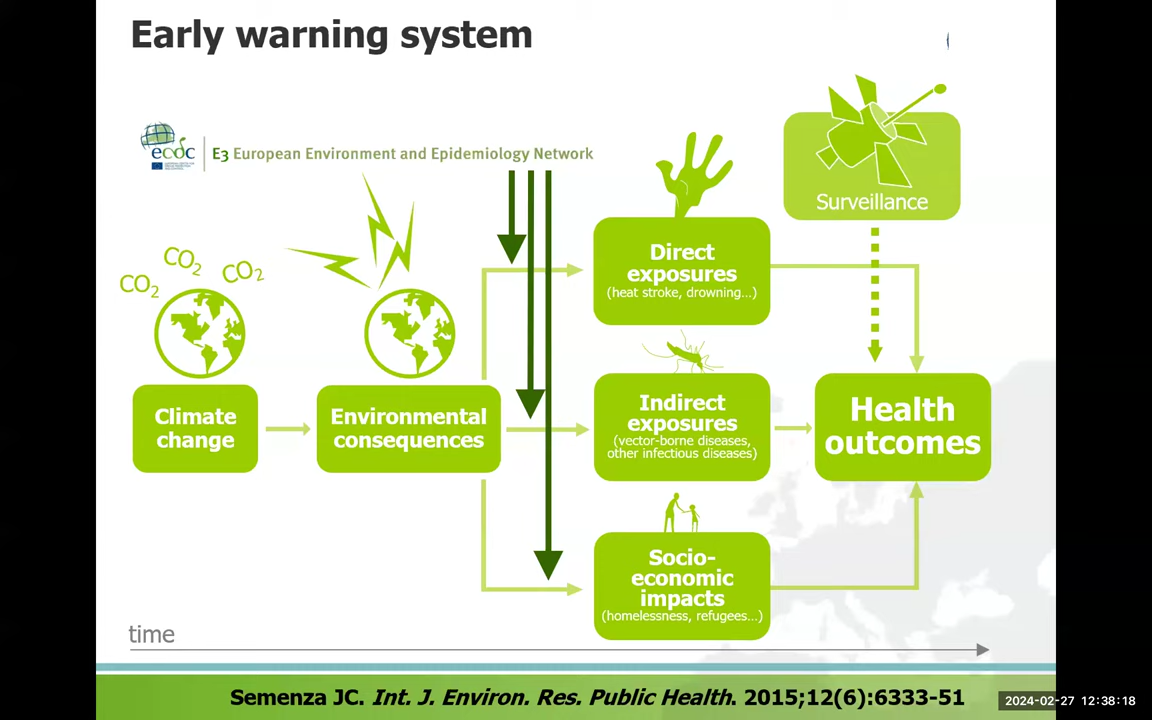 Early warning system
ecdc
E3 European Environment and Epidemiology Network
Surveillance
CO2
CO2
CO2
Direct
exposures
(heat stroke, drowning...)
Climate
change
Environmental
consequences
Indirect
exposures
(vector-borne diseases,
other infectious diseases)
Health
outcomes
Socio-
economic
impacts
(homelessness, refugees...)
time
Semenza JC. Int. J. Environ. Res. Public Health. 2015;12(6):6333-51
2024-02-27 12:38:18